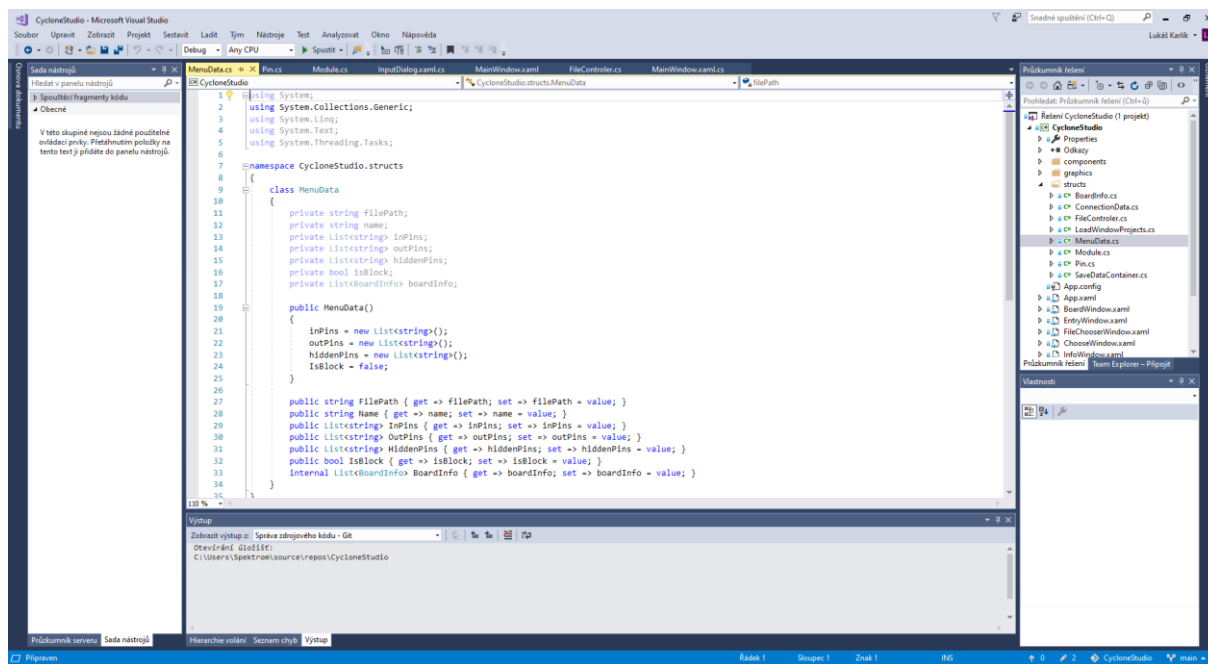 CycloneStudio - Microsoft Visual Studio
Snadné spuštění (Ctrl+Q)
Soubor Upravit Zobrazit Projekt Sestavit Ladit Tým Nástroje Test Analyzovat Okno Nápověda
Lukáš Karlík
L
Debug Any CPU Spustit
Osnova dokumentu
Sada nástrojů
Hledat v panelu nástrojů
Spouštěcí fragmenty kódu
Obecné
V této skupině nejsou žádné použitelné
ovládací prvky. Přetáhnutím položky na
tento text ji přidáte do panelu nástrojů.
Průzkumník serveru Sada nástrojů
MenuData.cs Pin.cs Module.cs InputDialog.xaml.cs MainWindow.xaml FileControler.cs MainWindow.xaml.cs
CycloneStudio CycloneStudio.structs.MenuData filePath
1 using System;
2 using System.Collections.Generic;
3 using System.Linq;
4 using System.Text;
5 using System.Threading.Tasks;
6
7 namespace CycloneStudio.structs
8 {
9 class MenuData
10 {
11 private string filePath;
12 private string name;
13 private List<string> inPins;
14 private List<string> outPins;
15 private List<string> hiddenPins;
16 private bool isBlock;
17 private List<BoardInfo> boardInfo;
18
19 public MenuData()
20 {
21 inPins = new List<string>();
22 outPins = new List<string>();
23 hiddenPins = new List<string>();
24 IsBlock = false;
25 }
26
27 public string FilePath { get => filePath; set => filePath = value; }
28 public string Name { get => name; set => name = value; }
29 public List<string> InPins { get => inPins; set => inPins = value; }
30 public List<string> OutPins { get => outPins; set => outPins = value; }
31 public List<string> HiddenPins { get => hiddenPins; set => hiddenPins = value; }
32 public bool IsBlock { get => isBlock; set => isBlock = value; }
33 internal List<BoardInfo> BoardInfo { get => boardInfo; set => boardInfo = value; }
34 }
35 }
110 %
Výstup
Zobrazit výstup z: Správa zdrojového kódu - Git
Otevírání úložišť:
C:\Users\Spektrom\source\repos\CycloneStudio
Hierarchie volání Seznam chyb Výstup
Průzkumník řešení
Prohledat: Průzkumník řešení (Ctrl+ů)
Řešení CycloneStudio (1 projekt)
CycloneStudio
Properties
Odkazy
components
graphics
structs
BoardInfo.cs
ConnectionData.cs
FileControler.cs
LoadWindowProjects.cs
MenuData.cs
Module.cs
Pin.cs
SaveDataContainer.cs
App.config
App.xaml
BoardWindow.xaml
EntryWindow.xaml
FileChooserWindow.xaml
ChooseWindow.xaml
InfoWindow.xaml
Průzkumník řešení Team Explorer – Připojit
Vlastnosti
Připraven Řádek 1 Sloupec 1 Znak 1 INS 0 2 CycloneStudio main